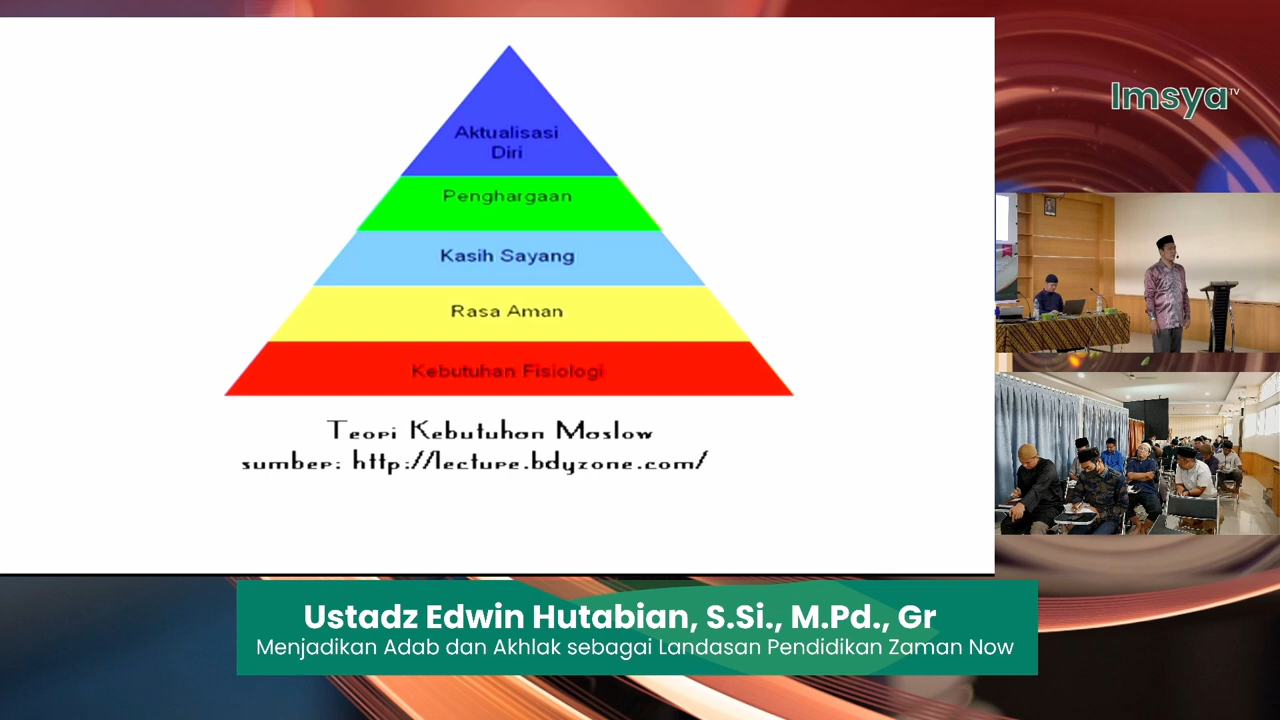 Aktualisasi
Diri
Penghargaan
Kasih Sayang
Rasa Aman
Kebutuhan Fisiologi
Teori Kebutuhan Maslow
sumber: http://lecture.bdyzone.com/
Imsya TV
Ustadz Edwin Hutabian, S.Si., M.Pd., Gr
Menjadikan Adab dan Akhlak sebagai Landasan Pendidikan Zaman Now